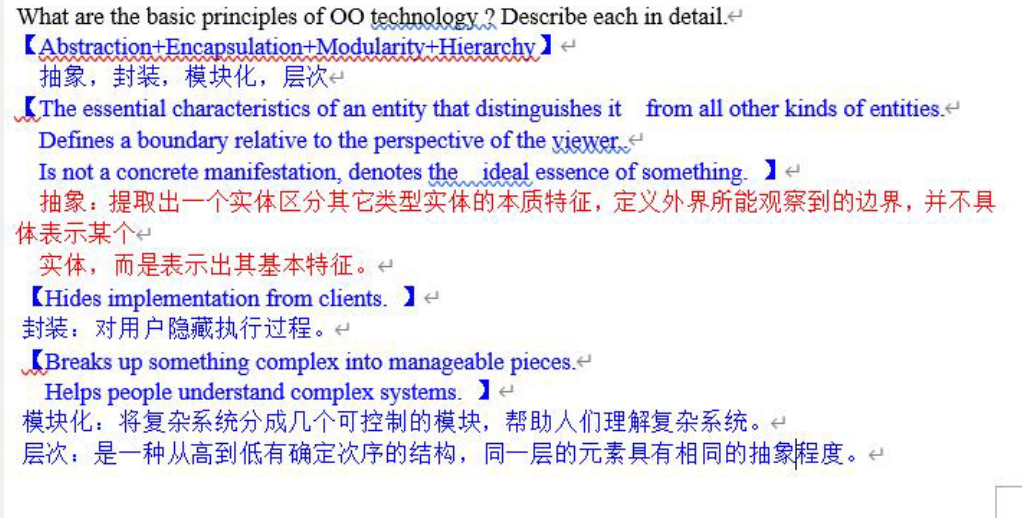 What are the basic principles of OO technology ? Describe each in detail.
【Abstraction+Encapsulation+Modularity+Hierarchy】
抽象，封装，模块化，层次
【The essential characteristics of an entity that distinguishes it from all other kinds of entities.
Defines a boundary relative to the perspective of the viewer..
Is not a concrete manifestation, denotes the ideal essence of something. 】
抽象：提取出一个实体区分其它类型实体的本质特征，定义外界所能观察到的边界，并不具
体表示某个
实体，而是表示出其基本特征。
【Hides implementation from clients. 】
封装：对用户隐藏执行过程。
【Breaks up something complex into manageable pieces.
Helps people understand complex systems. 】
模块化：将复杂系统分成几个可控制的模块，帮助人们理解复杂系统。
层次：是一种从高到低有确定次序的结构，同一层的元素具有相同的抽象程度。